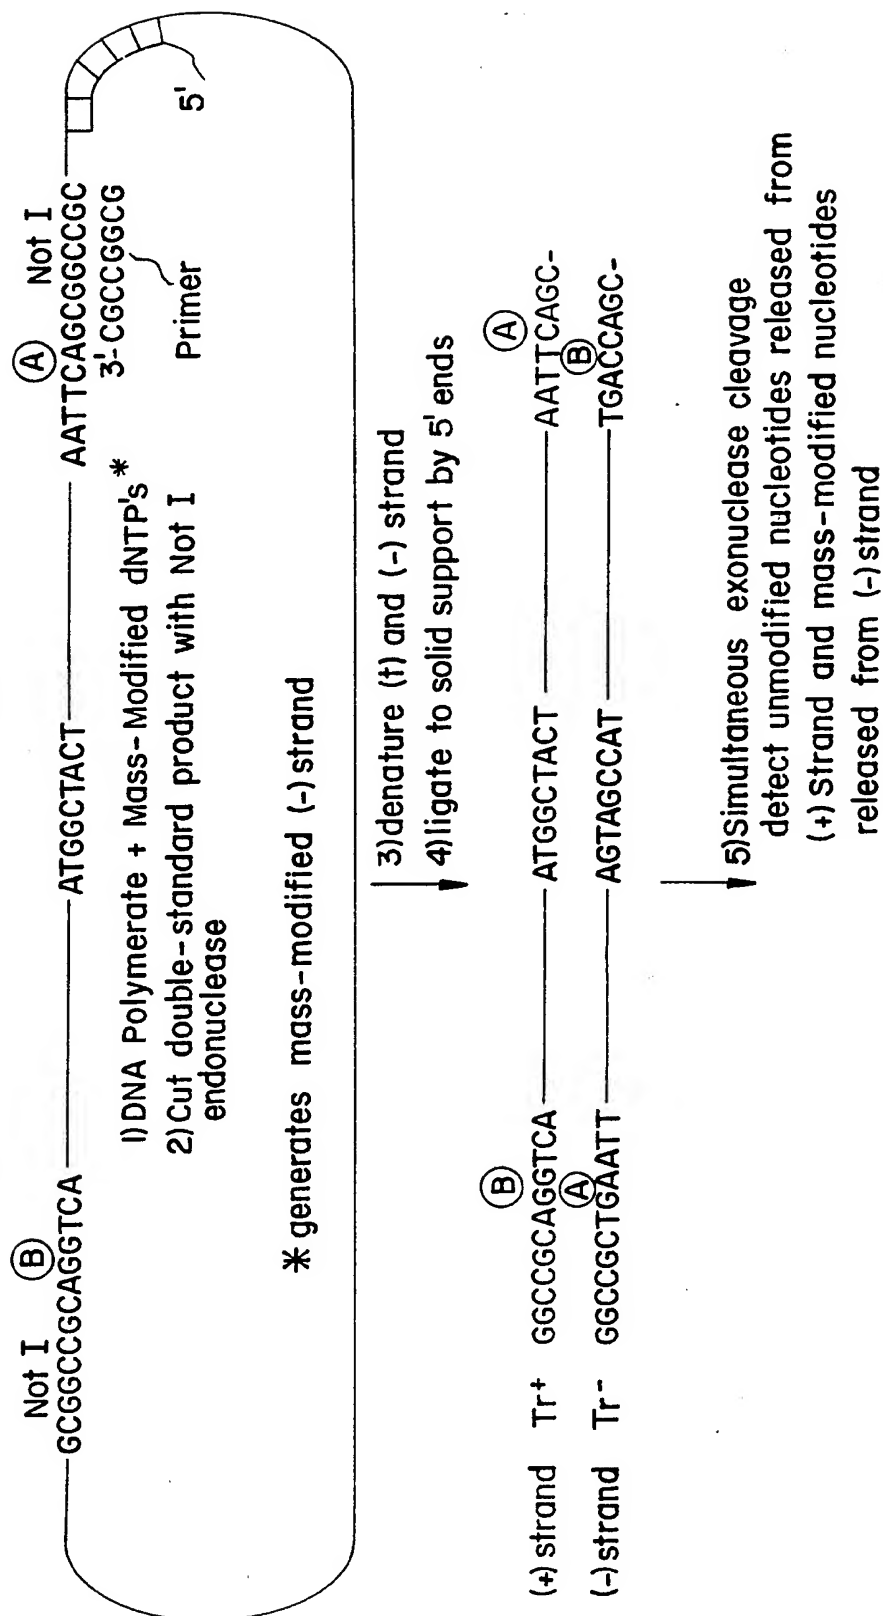 Not I
B
GCGGCCGCAGGTCA
ATGGCTACT
A
Not I
AATTCAGCGGCCGC
3'-CGCCGGCG
Primer
5'
1)DNA Polymerate + Mass-Modified dNTP's*
2)Cut double-standard product with Not I
endonuclease
*generates mass-modified (-)strand
3)denature (t) and (-) strand
4)ligate to solid support by 5' ends
B
A
(+)strand Tr+ GGCCGCAGGTCA ATGGCTACT AATTCAGC-
A
B
(-)strand Tr- GGCCGCTGAATT AGTAGCCAT TGACCAGC-
5)Simultaneous exonuclease cleavage
detect unmodified nucleotides released from
(+) Strand and mass-modified nucleotides
released from (-)strand